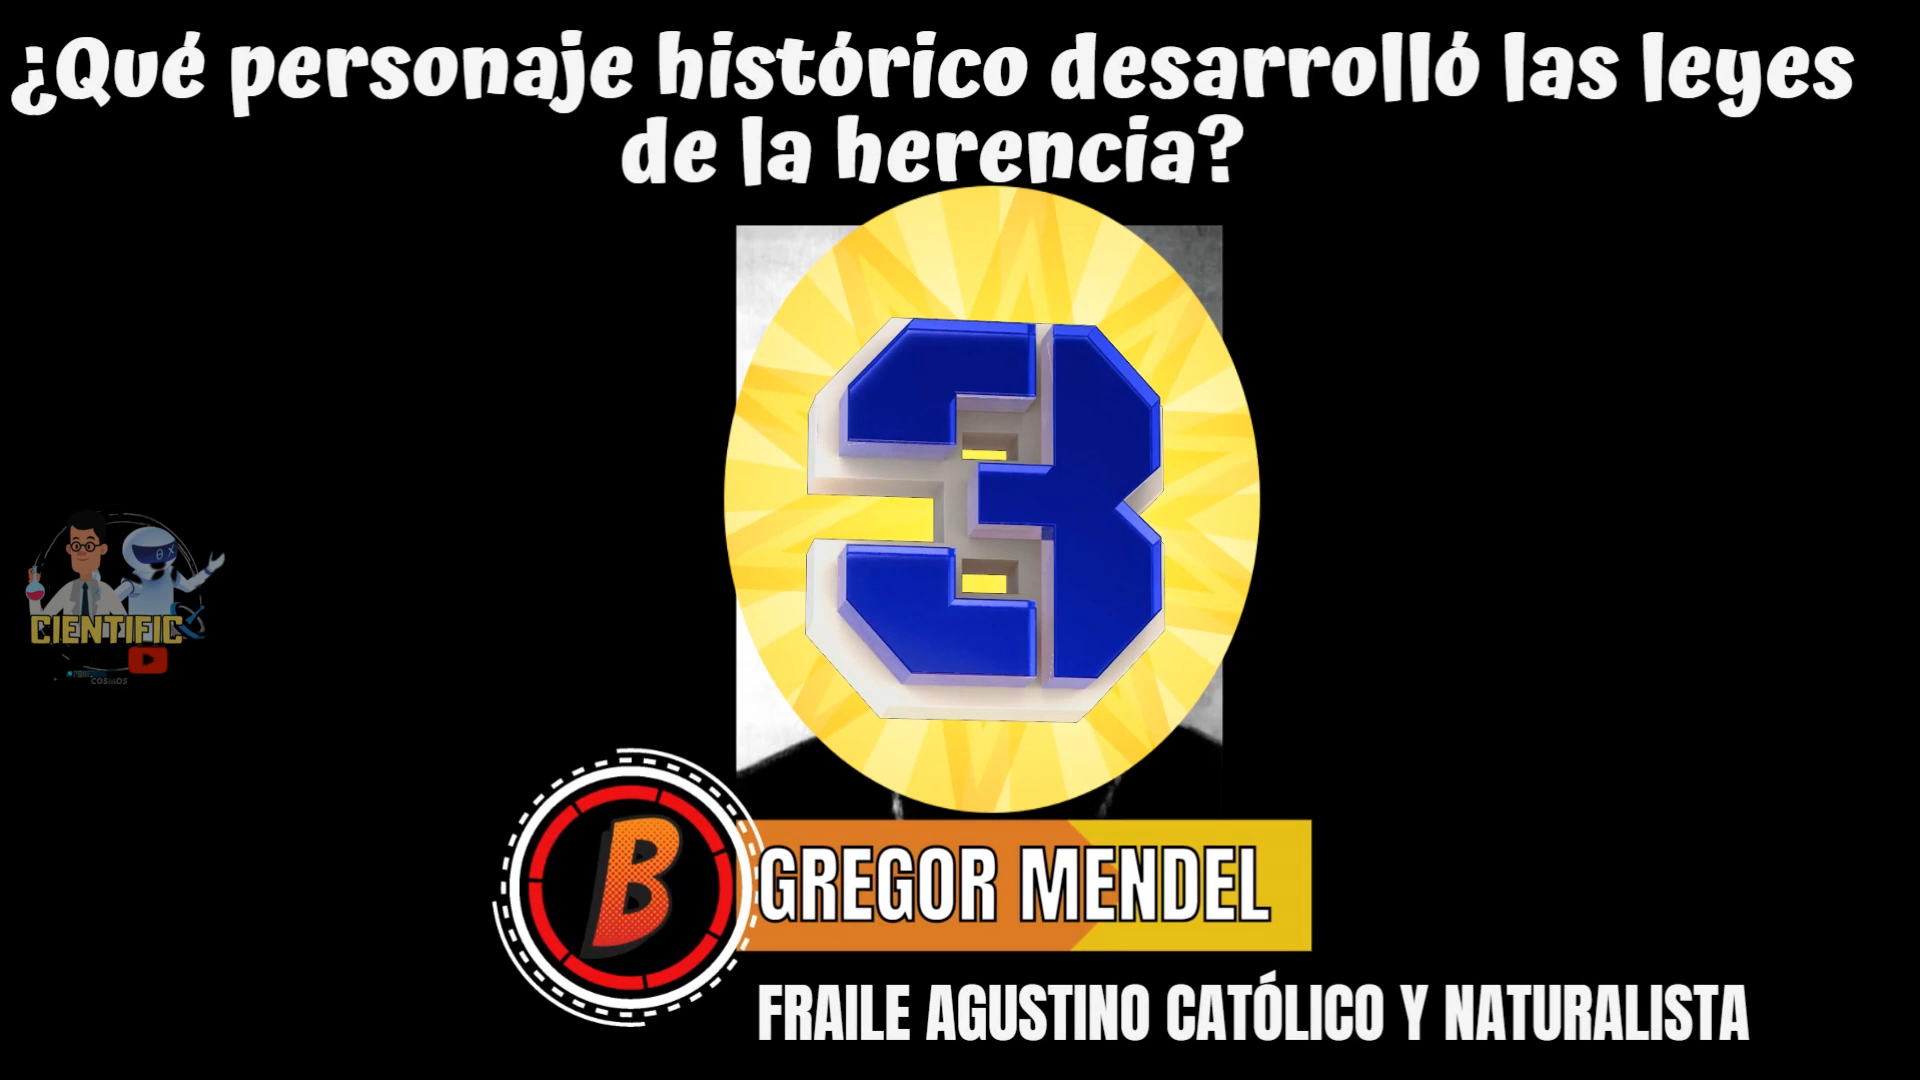 ¿Qué personaje histórico desarrolló las leyes
de la herencia?
3
CIENTIFIC
B
GREGOR MENDEL
FRAILE AGUSTINO CATÓLICO Y NATURALISTA